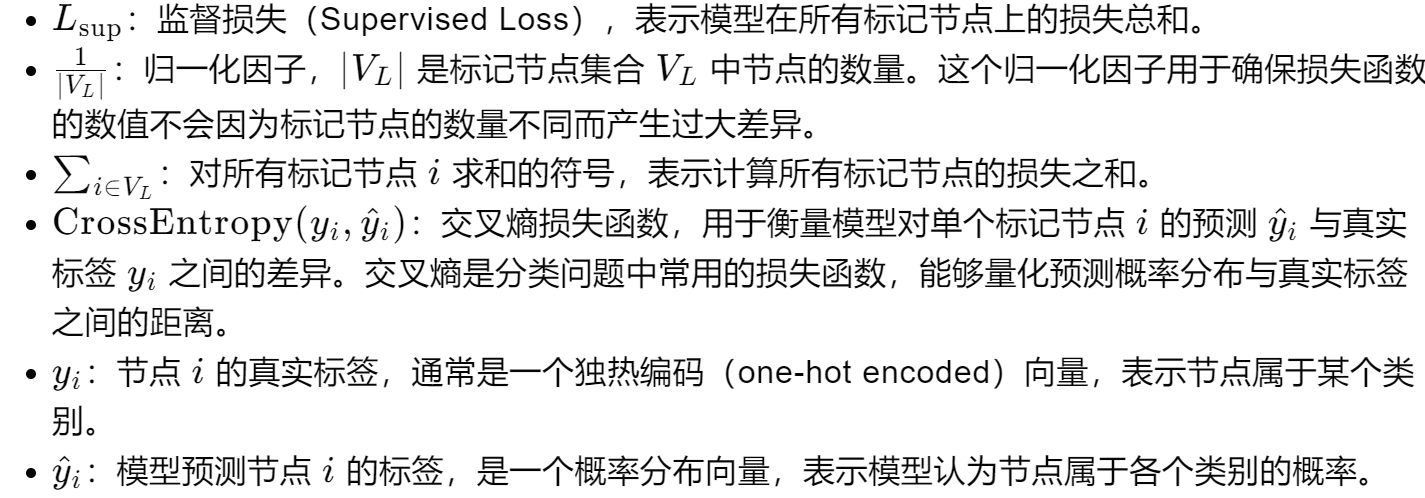 • L_sup：监督损失（Supervised Loss），表示模型在所有标记节点上的损失总和。
• 1/|V_L|：归一化因子，|V_L| 是标记节点集合 V_L 中节点的数量。这个归一化因子用于确保损失函数
的数值不会因为标记节点的数量不同而产生过大差异。
• ∑_{i∈V_L}：对所有标记节点 i 求和的符号，表示计算所有标记节点的损失之和。
• CrossEntropy(y_i, ŷ_i)：交叉熵损失函数，用于衡量模型对单个标记节点 i 的预测 ŷ_i 与真实
标签 y_i 之间的差异。交叉熵是分类问题中常用的损失函数，能够量化预测概率分布与真实标签
之间的距离。
• y_i：节点 i 的真实标签，通常是一个独热编码（one-hot encoded）向量，表示节点属于某个类
别。
• ŷ_i：模型预测节点 i 的标签，是一个概率分布向量，表示模型认为节点属于各个类别的概率。